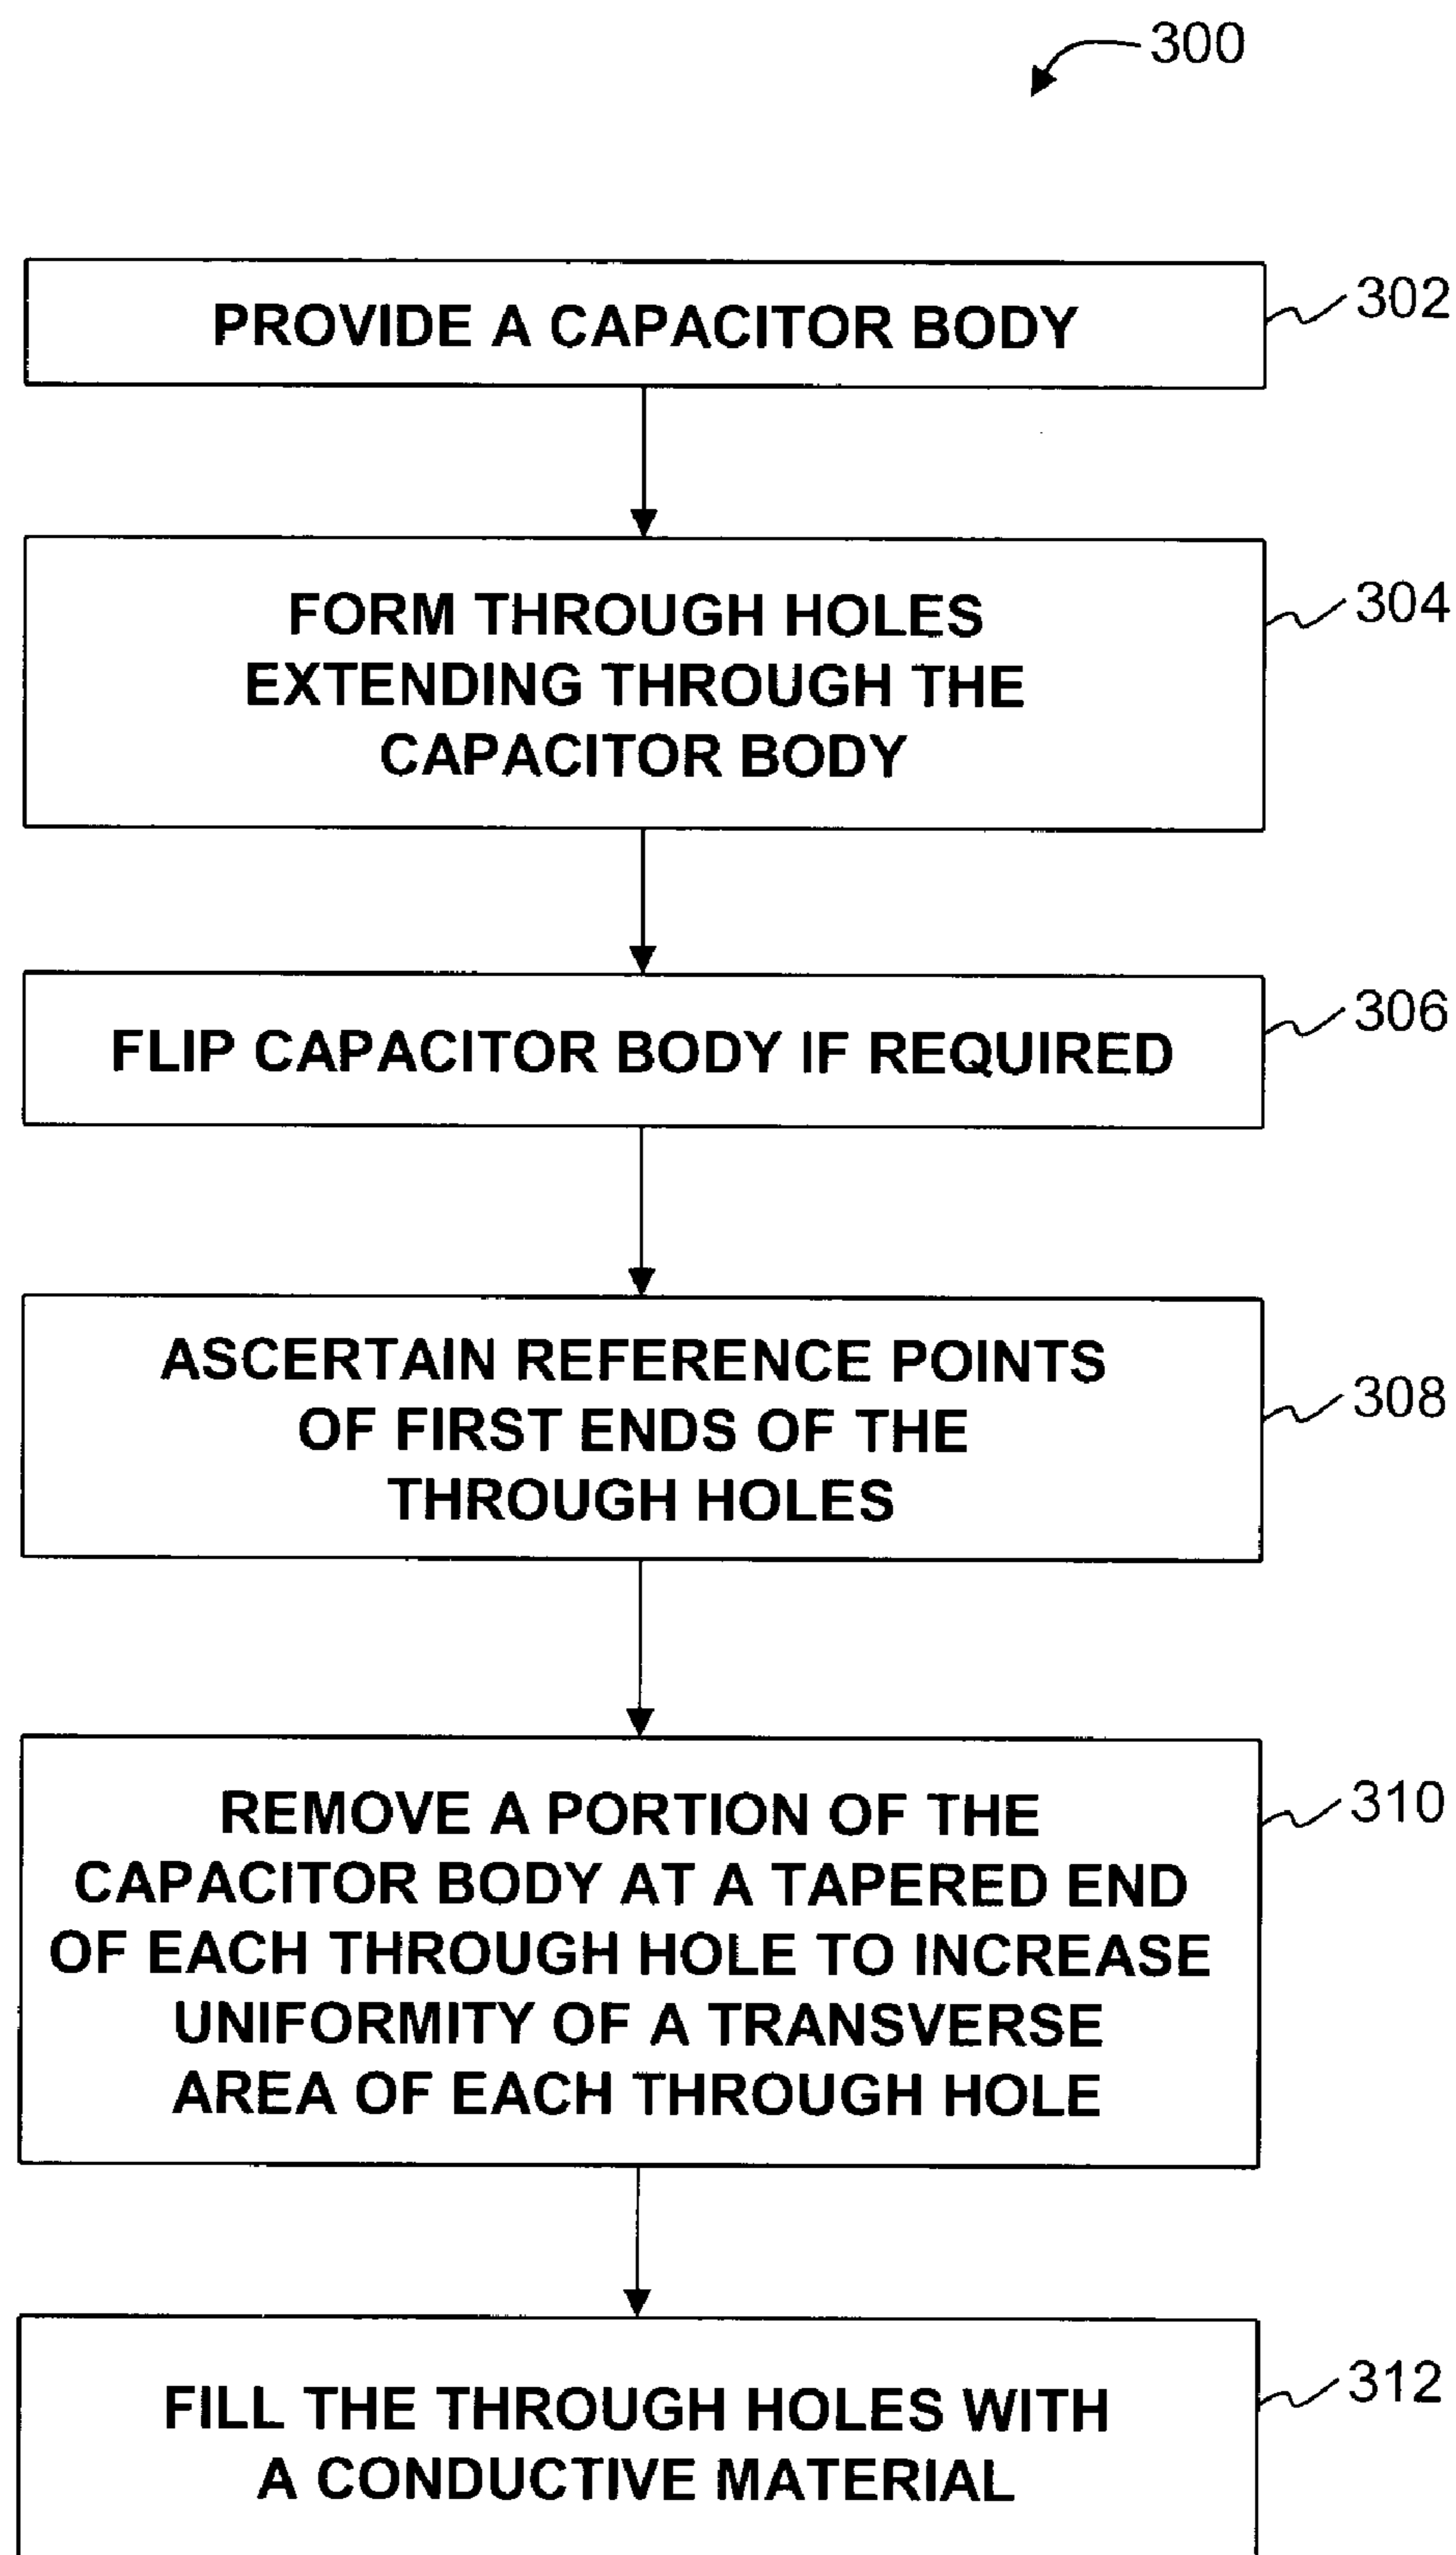 300
PROVIDE A CAPACITOR BODY
302
FORM THROUGH HOLES
EXTENDING THROUGH THE
CAPACITOR BODY
304
FLIP CAPACITOR BODY IF REQUIRED
306
ASCERTAIN REFERENCE POINTS
OF FIRST ENDS OF THE
THROUGH HOLES
308
REMOVE A PORTION OF THE
CAPACITOR BODY AT A TAPERED END
OF EACH THROUGH HOLE TO INCREASE
UNIFORMITY OF A TRANSVERSE
AREA OF EACH THROUGH HOLE
310
FILL THE THROUGH HOLES WITH
A CONDUCTIVE MATERIAL
312